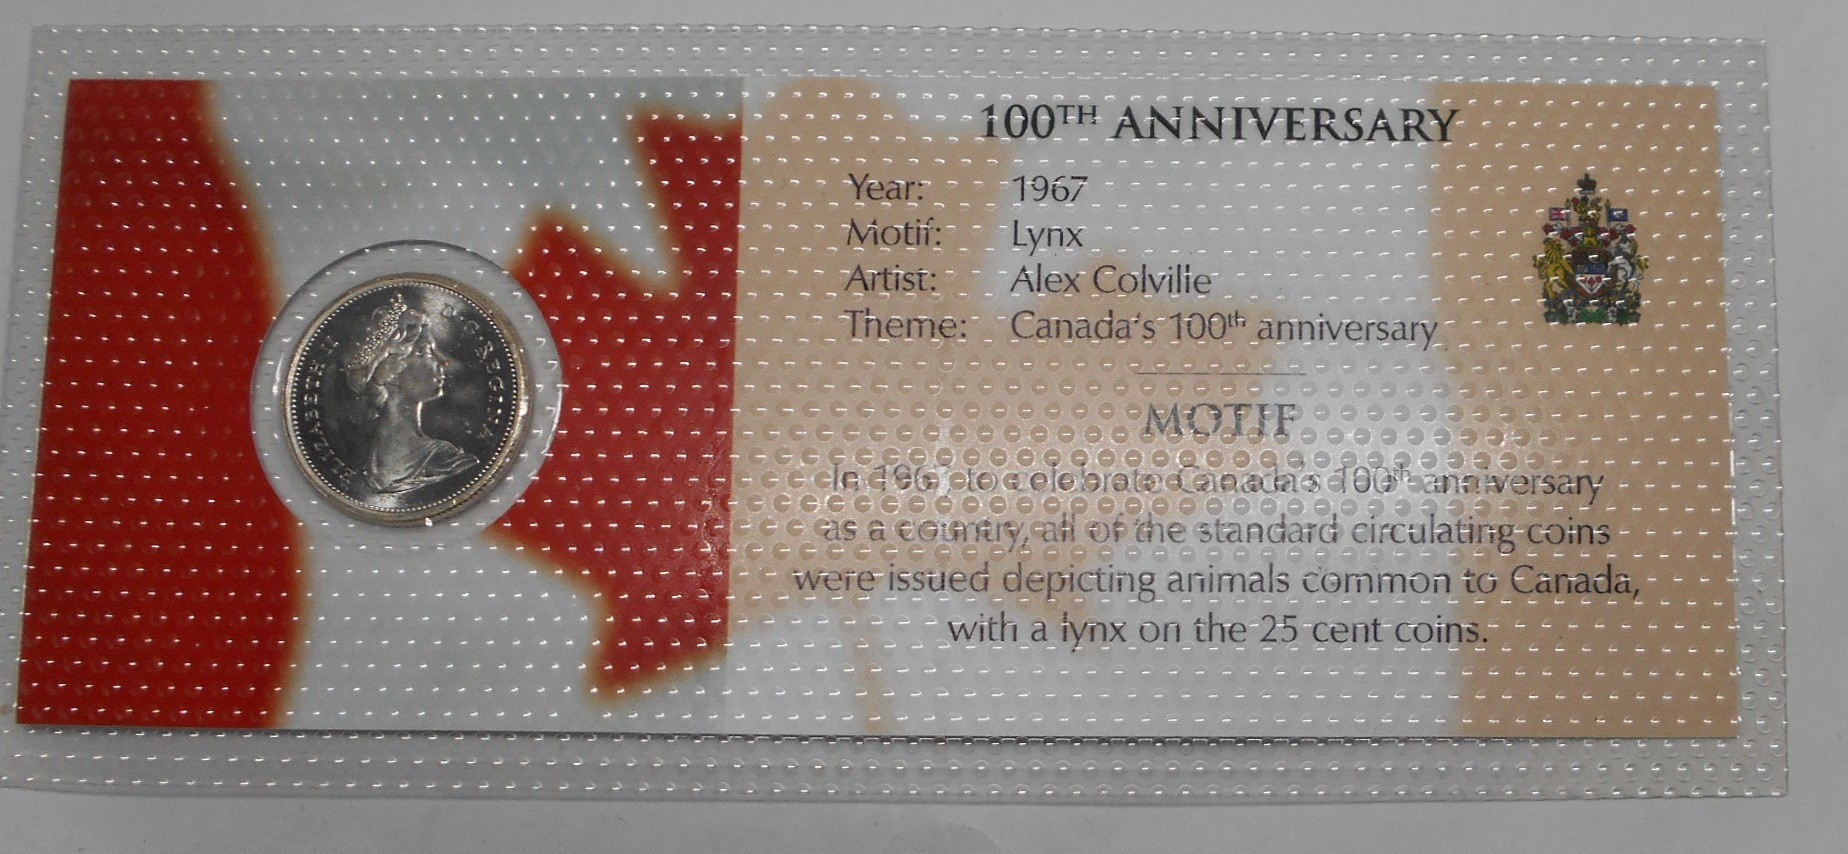 100TH ANNIVERSARY
Year: 1967
Motif: Lynx
Artist: Alex Colville
Theme: Canada's 100th anniversary
MOTIF
In 1967 to celebrate Canada's 100th anniversary
as a country, all of the standard circulating coins
were issued depicting animals common to Canada,
with a lynx on the 25 cent coins.
ELIZABETH II D·G·REGINA